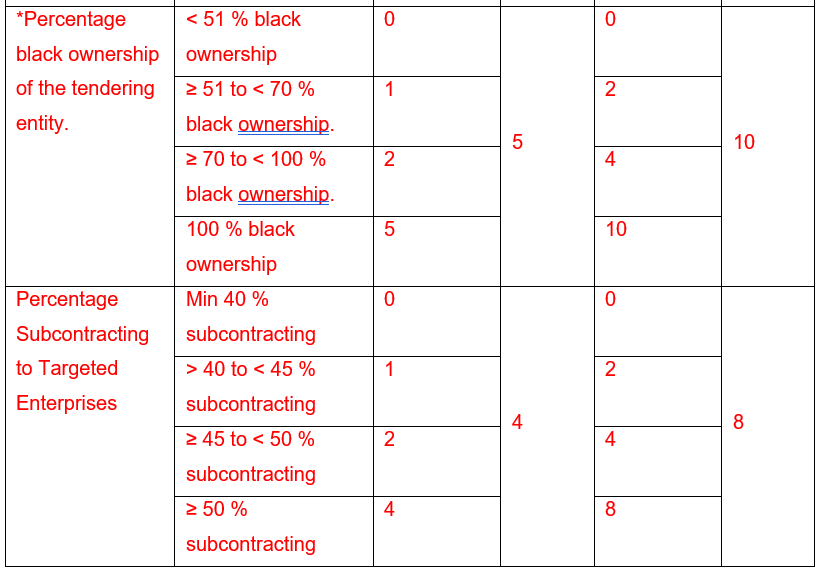 *Percentage
black ownership
of the tendering
entity.
< 51 % black
ownership
0
5
0
10
≥ 51 to < 70 %
black ownership.
1
2
≥ 70 to < 100 %
black ownership.
2
4
100 % black
ownership
5
10
Percentage
Subcontracting
to Targeted
Enterprises
Min 40 %
subcontracting
0
4
0
8
> 40 to < 45 %
subcontracting
1
2
≥ 45 to < 50 %
subcontracting
2
4
≥ 50 %
subcontracting
4
8